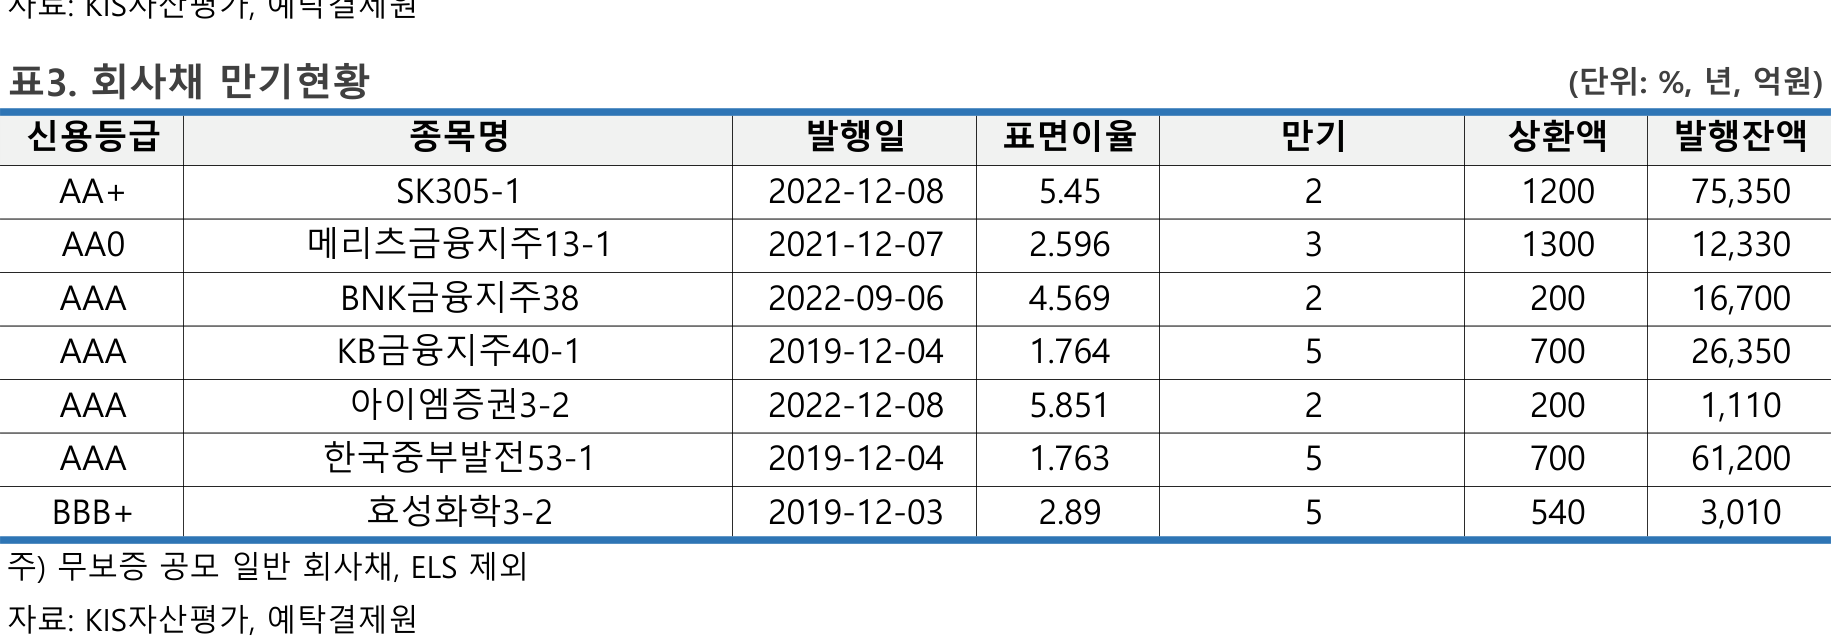 자료: KIS자산평가, 예탁결제원
표3. 회사채 만기현황 (단위: %, 년, 억원)
신용등급 종목명 발행일 표면이율 만기 상환액 발행잔액
AA+ SK305-1 2022-12-08 5.45 2 1200 75,350
AA0 메리츠금융지주13-1 2021-12-07 2.596 3 1300 12,330
AAA BNK금융지주38 2022-09-06 4.569 2 200 16,700
AAA KB금융지주40-1 2019-12-04 1.764 5 700 26,350
AAA 아이엠증권3-2 2022-12-08 5.851 2 200 1,110
AAA 한국중부발전53-1 2019-12-04 1.763 5 700 61,200
BBB+ 효성화학3-2 2019-12-03 2.89 5 540 3,010
주) 무보증 공모 일반 회사채, ELS 제외
자료: KIS자산평가, 예탁결제원